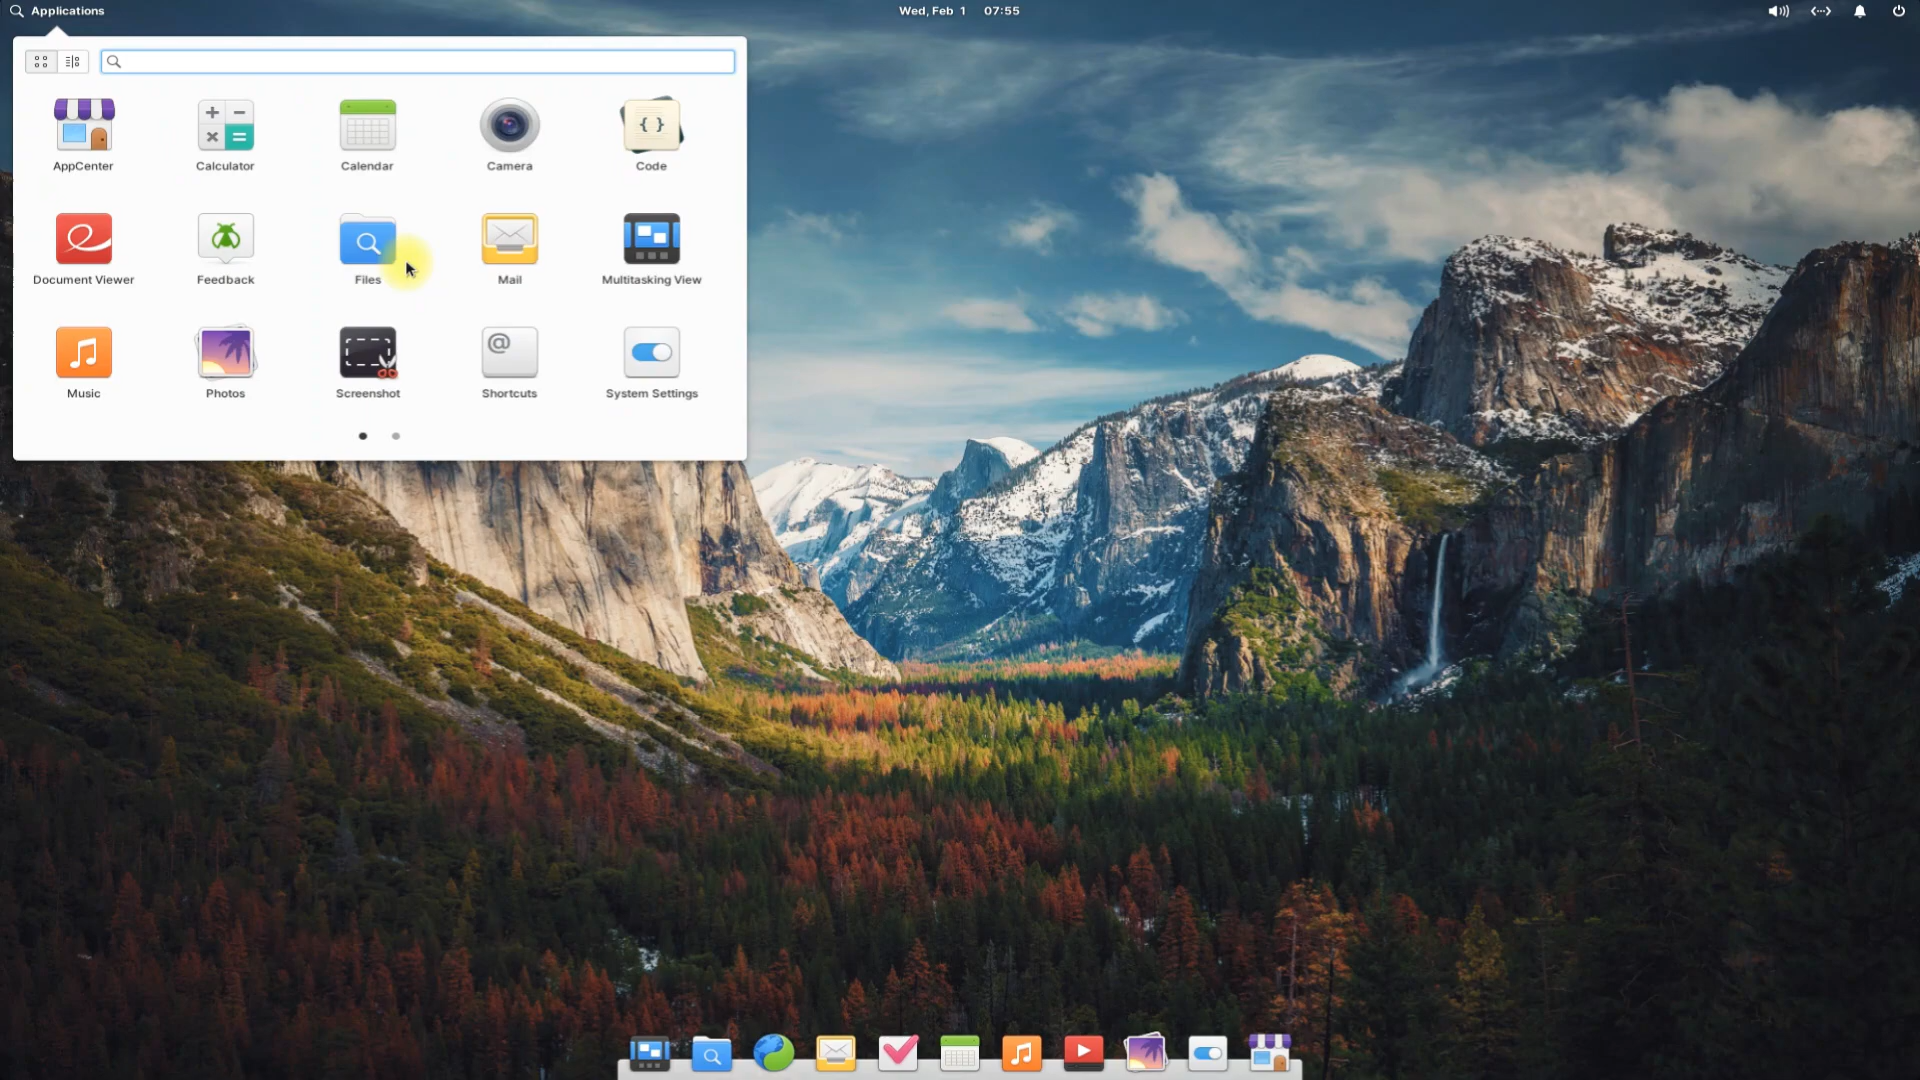 Applications
Wed, Feb 1 07:55
AppCenter
Calculator
Calendar
Camera
Code
Document Viewer
Feedback
Files
Mail
Multitasking View
Music
Photos
Screenshot
Shortcuts
System Settings